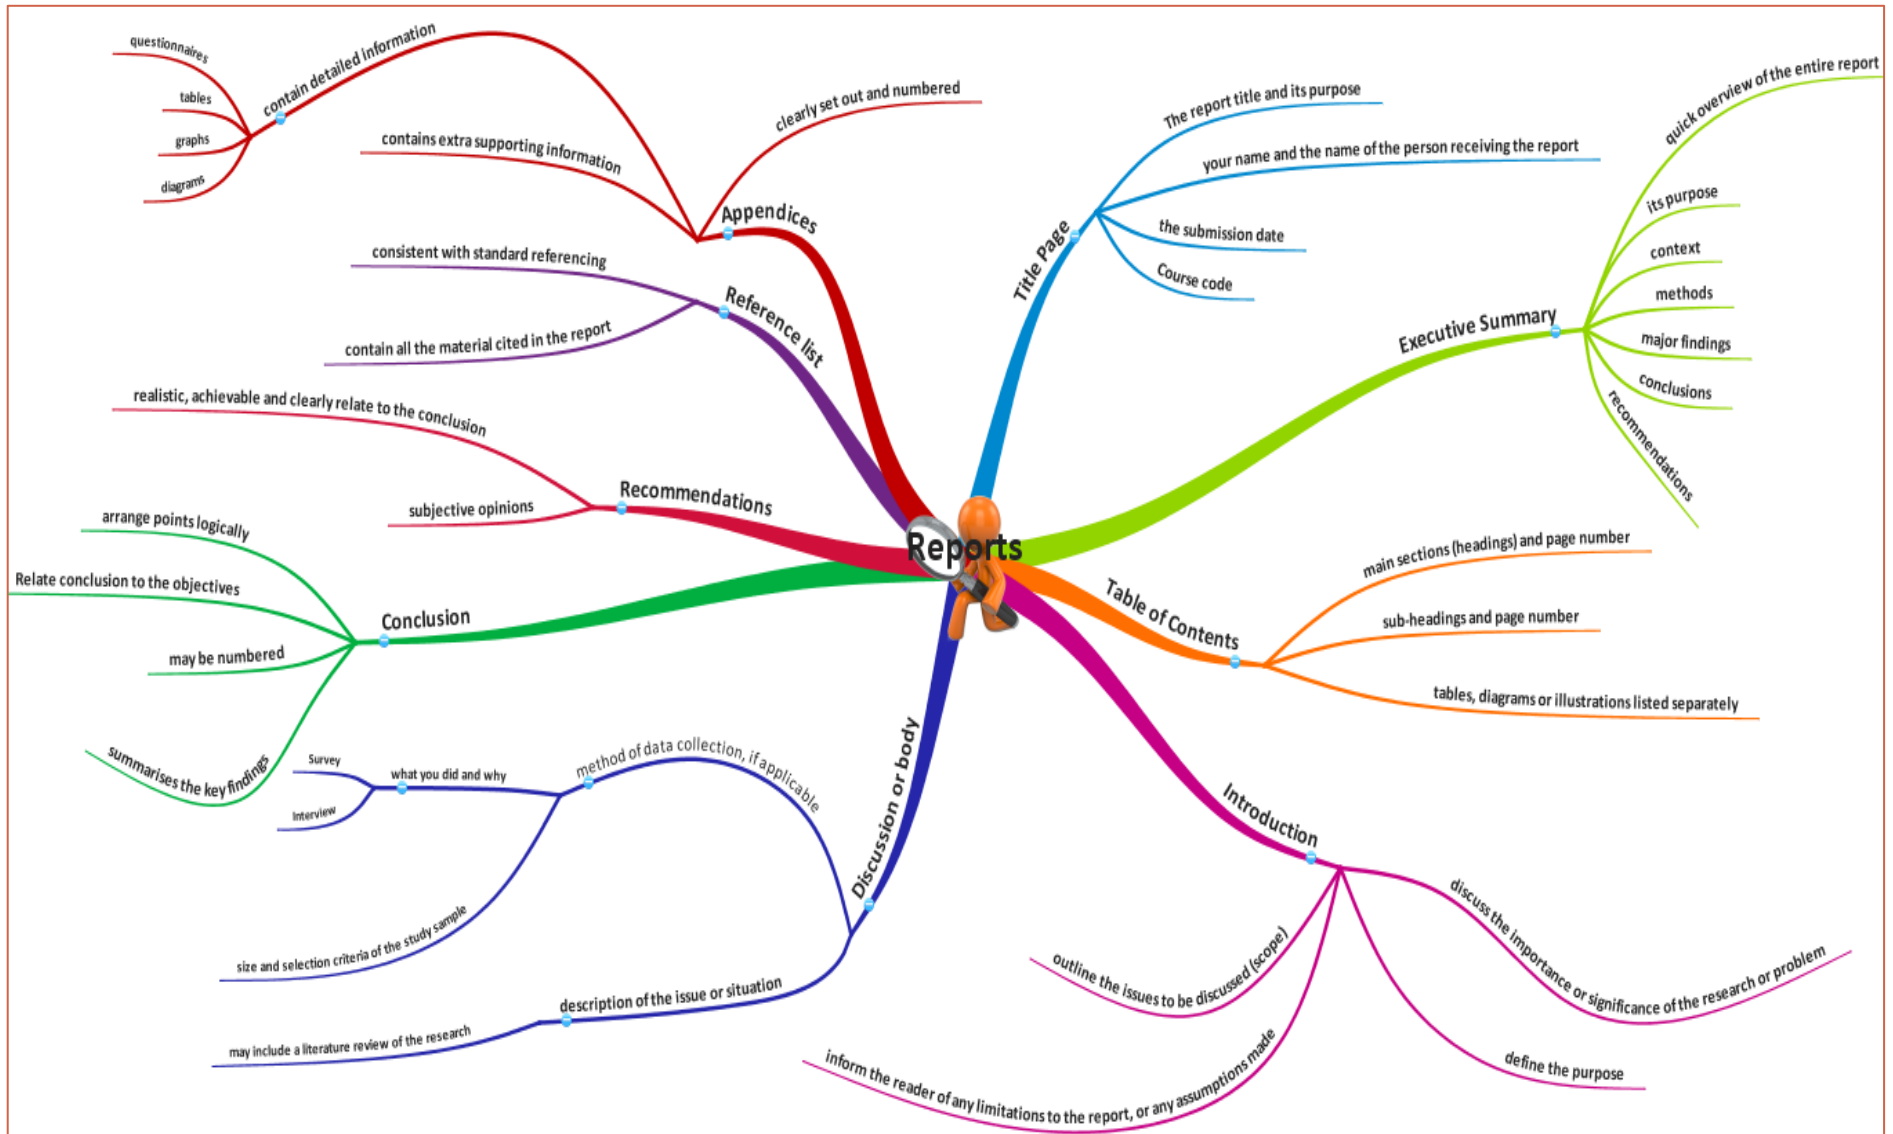 Reports
Title Page
The report title and its purpose
your name and the name of the person receiving the report
the submission date
Course code
Executive Summary
quick overview of the entire report
its purpose
context
methods
major findings
conclusions
recommendations
Table of Contents
main sections (headings) and page number
sub-headings and page number
tables, diagrams or illustrations listed separately
Introduction
discuss the importance or significance of the research or problem
define the purpose
inform the reader of any limitations to the report, or any assumptions made
outline the issues to be discussed (scope)
Discussion or body
description of the issue or situation
may include a literature review of the research
method of data collection, if applicable
size and selection criteria of the study sample
what you did and why
Interview
Survey
Conclusion
summarises the key findings
may be numbered
Relate conclusion to the objectives
arrange points logically
Recommendations
subjective opinions
realistic, achievable and clearly relate to the conclusion
Reference list
contain all the material cited in the report
consistent with standard referencing
Appendices
contains extra supporting information
contain detailed information
diagrams
graphs
tables
questionnaires
clearly set out and numbered